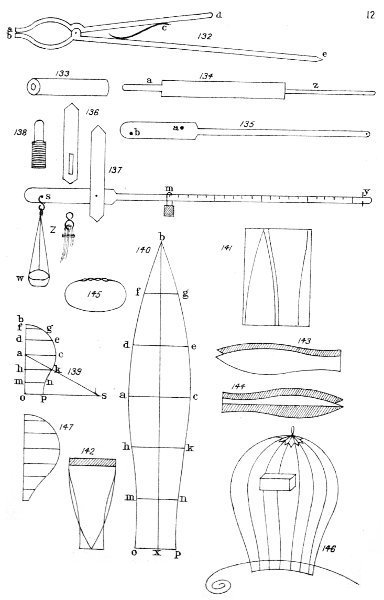 12
a d
b c
132 e
133 a 134 z
136
138 b a 135
137
s m y
z
w
140 b 141
f g
145
b
f g
d e d e
a c 143
h k 139
m n 144
o p s a c
147
142 h k
m n
146
o x p